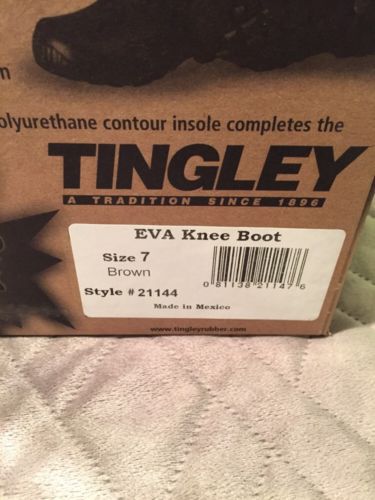 n
olyurethane contour insole completes the
TINGLEY
A TRADITION SINCE 1896
EVA Knee Boot
Size 7
Brown
Style # 21144
0 81138 21147 6
Made in Mexico
www.tingleyrubber.com